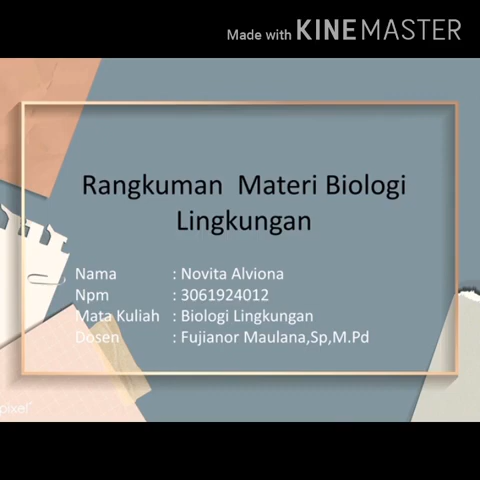 Made with KINEMASTER
Rangkuman Materi Biologi
Lingkungan
Nama : Novita Alviona
Npm : 3061924012
Mata Kuliah : Biologi Lingkungan
Dosen : Fujianor Maulana,Sp,M.Pd
pixel